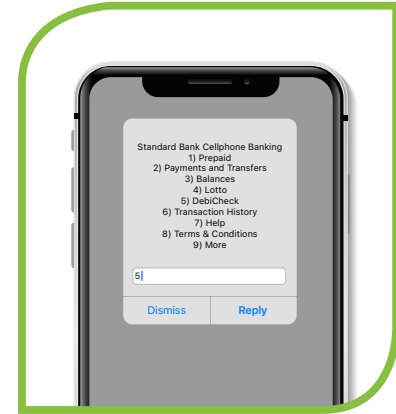 Standard Bank Cellphone Banking
1) Prepaid
2) Payments and Transfers
3) Balances
4) Lotto
5) DebiCheck
6) Transaction History
7) Help
8) Terms & Conditions
9) More
5
Dismiss Reply